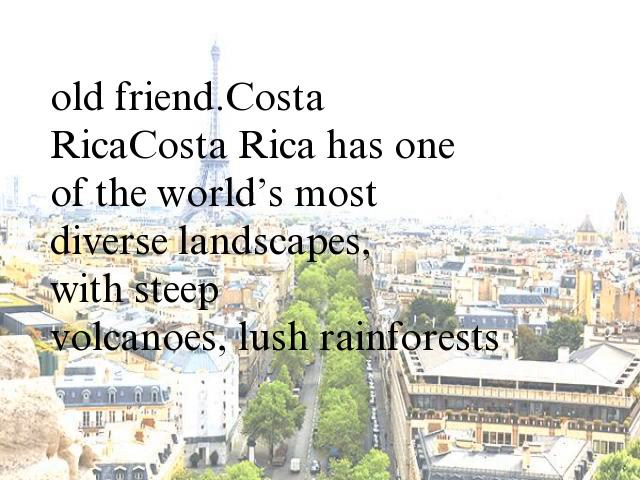 old friend.Costa
RicaCosta Rica has one
of the world’s most
diverse landscapes,
with steep
volcanoes, lush rainforests